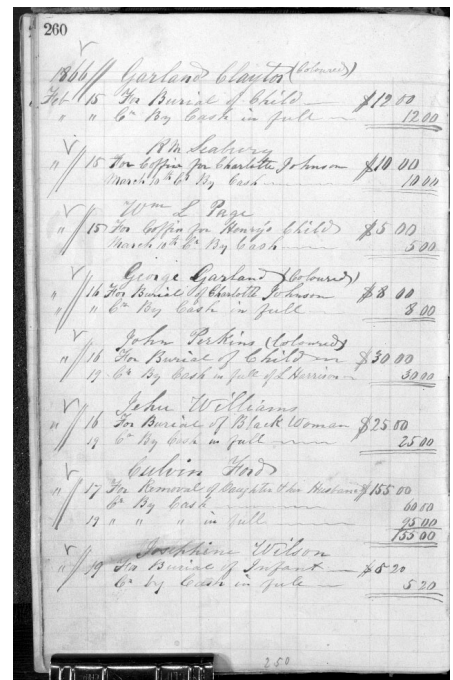 260
1866 Garland Clayton (Coloured)
Feb 15 For Burial of Child $12 00
" " Cr By Cash in full 12 00
R M Seabury
" 15 For Coffin for Charlotte Johnson $10 00
March 10th Cr By Cash 10 00
Wm L Page
" 15 For Coffin for Henry's Child $5 00
March 10th Cr By Cash 5 00
George Garland (Coloured)
" 16 For Burial of Charlotte Johnson $8 00
" " Cr By Cash in full 8 00
John Perkins (Coloured)
" 16 For Burial of Child $30 00
19 Cr By Cash in full of L Harrison 30 00
Jehu Williams
" 16 For Burial of Black Woman $25 00
19 Cr By Cash in full 25 00
Culvin Ford
" 17 For Removal of Daughter & her Husband $155 00
Cr By Cash 60 00
19 " " " in full 95 00
155 00
Josephine Wilson
" 19 For Burial of Infant $5 20
Cr by Cash in full 5 20
250